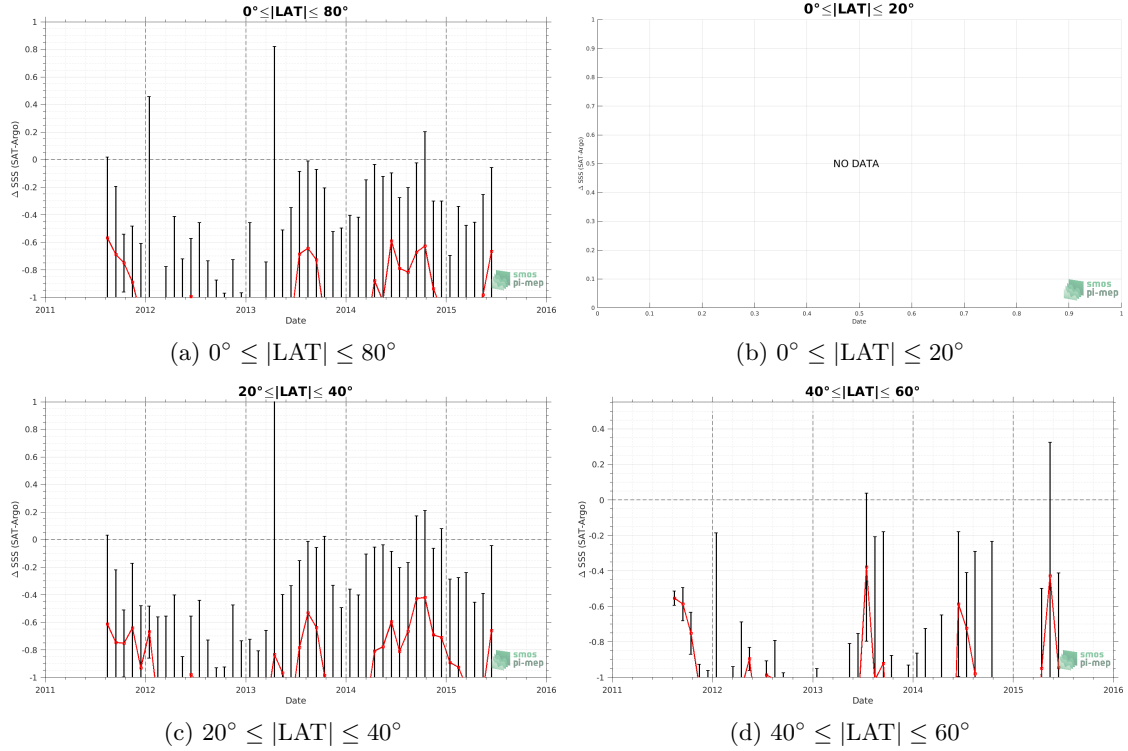 0°≤|LAT|≤ 80°
1
0.8
0.6
0.4
0.2
0
-0.2
-0.4
-0.6
-0.8
-1
Δ SSS (SAT-Argo)
2011 2012 2013 2014 2015 2016
Date
smos
pi-mep
(a) 0° ≤ |LAT| ≤ 80°
0°≤|LAT|≤ 20°
1
0.9
0.8
0.7
0.6
0.5
0.4
0.3
0.2
0.1
0
Δ SSS (SAT-Argo)
NO DATA
0 0.1 0.2 0.3 0.4 0.5 0.6 0.7 0.8 0.9 1
Date
smos
pi-mep
(b) 0° ≤ |LAT| ≤ 20°
20°≤|LAT|≤ 40°
1
0.8
0.6
0.4
0.2
0
-0.2
-0.4
-0.6
-0.8
-1
Δ SSS (SAT-Argo)
2011 2012 2013 2014 2015 2016
Date
smos
pi-mep
(c) 20° ≤ |LAT| ≤ 40°
40°≤|LAT|≤ 60°
0.4
0.2
0
-0.2
-0.4
-0.6
-0.8
-1
Δ SSS (SAT-Argo)
2011 2012 2013 2014 2015 2016
Date
smos
pi-mep
(d) 40° ≤ |LAT| ≤ 60°